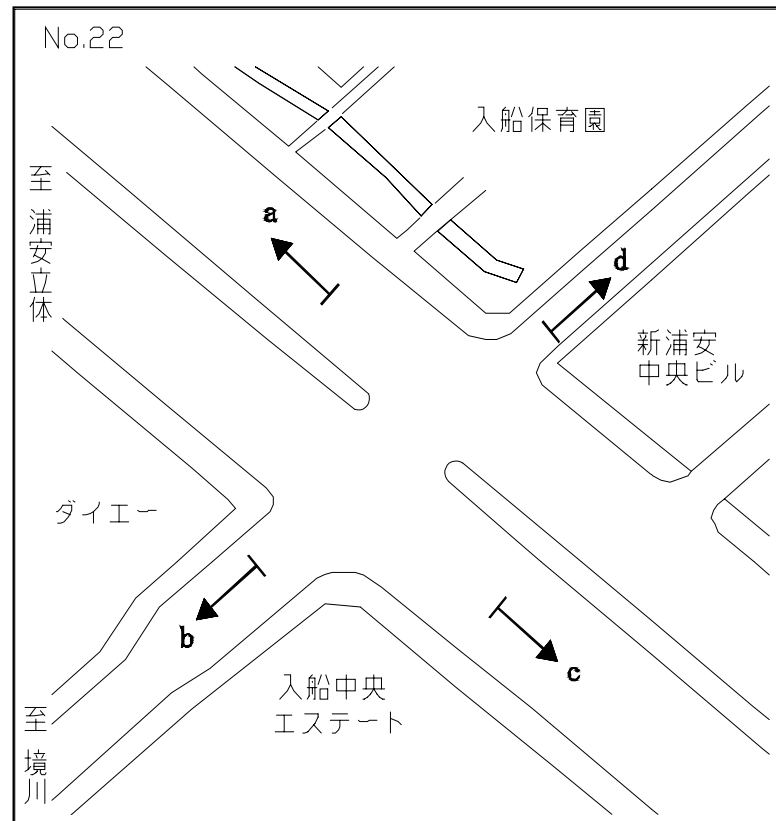 No.22
入船保育園
至 浦安立体
a
d
新浦安
中央ビル
ダイエー
b
c
入船中央
エステート
至 境川